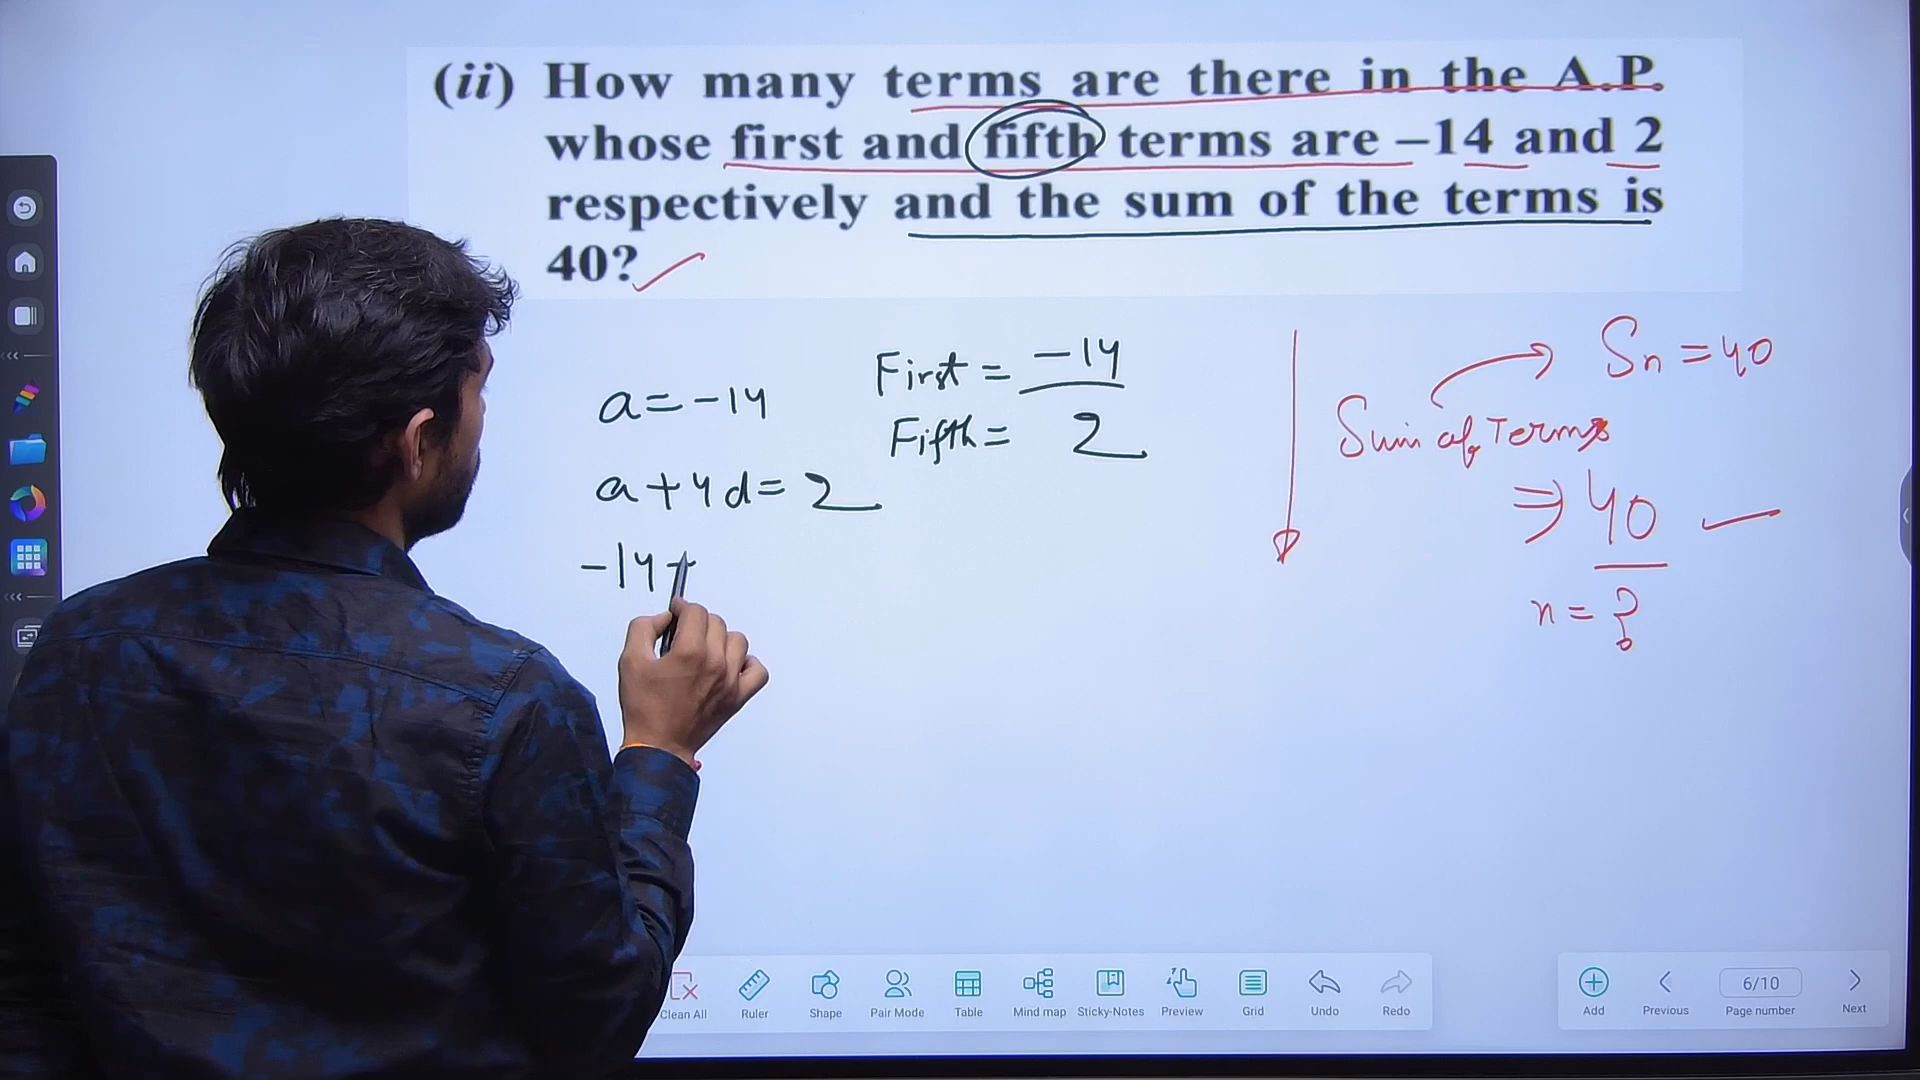 (ii) How many terms are there in the A.P.
whose first and fifth terms are –14 and 2
respectively and the sum of the terms is
40?
a = -14
a + 4d = 2
-14 +
First = -14
Fifth = 2
Sn = 40
Sum of Terms
⇒ 40
n = ?
Clean All
Ruler
Shape
Pair Mode
Table
Mind map
Sticky-Notes
Preview
Grid
Undo
Redo
Add
Previous
6/10
Page number
Next